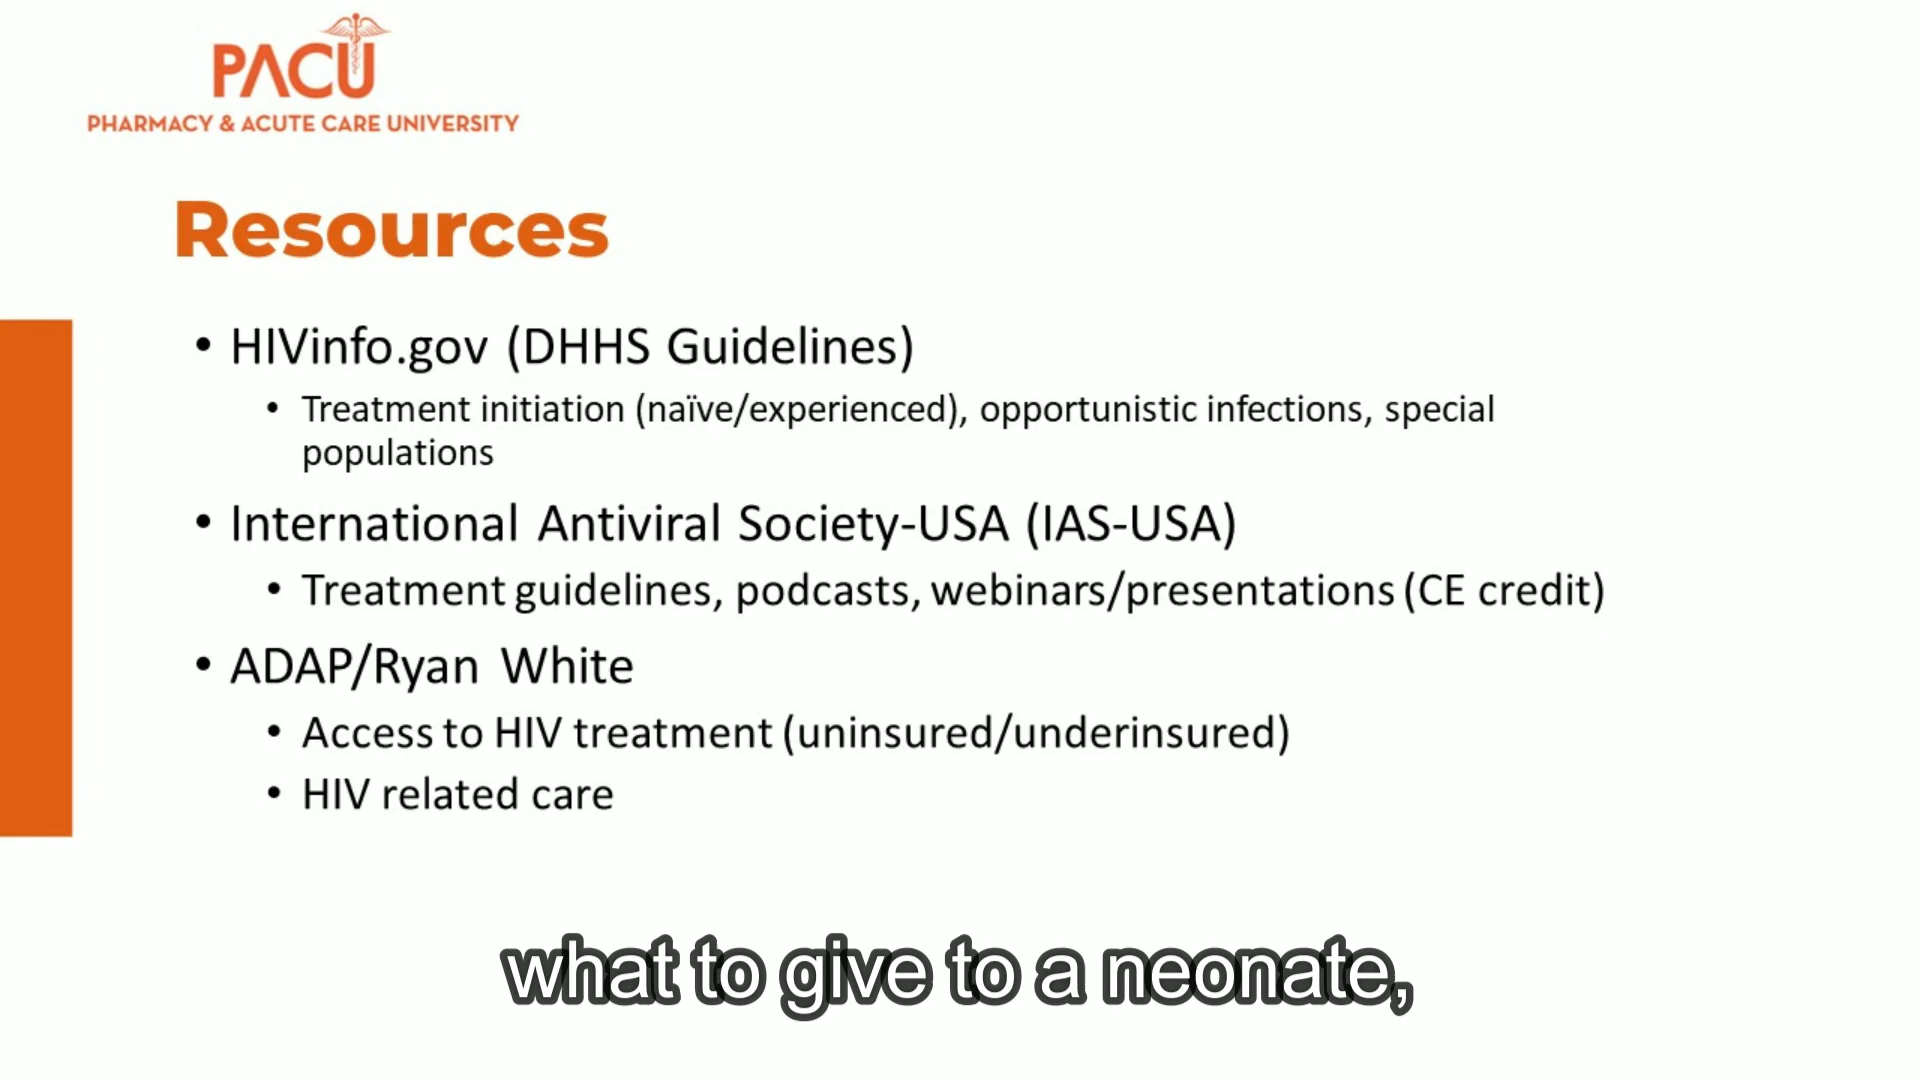 PACU
PHARMACY & ACUTE CARE UNIVERSITY
Resources
• HIVinfo.gov (DHHS Guidelines)
• Treatment initiation (naïve/experienced), opportunistic infections, special
populations
• International Antiviral Society-USA (IAS-USA)
• Treatment guidelines, podcasts, webinars/presentations (CE credit)
• ADAP/Ryan White
• Access to HIV treatment (uninsured/underinsured)
• HIV related care
what to give to a neonate,